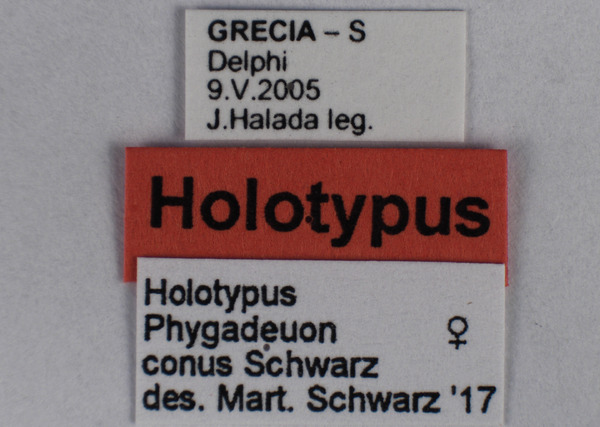 GRECIA – S
Delphi
9.V.2005
J.Halada leg.
Holotypus
Holotypus
Phygadeuon ♀
conus Schwarz
des. Mart. Schwarz '17